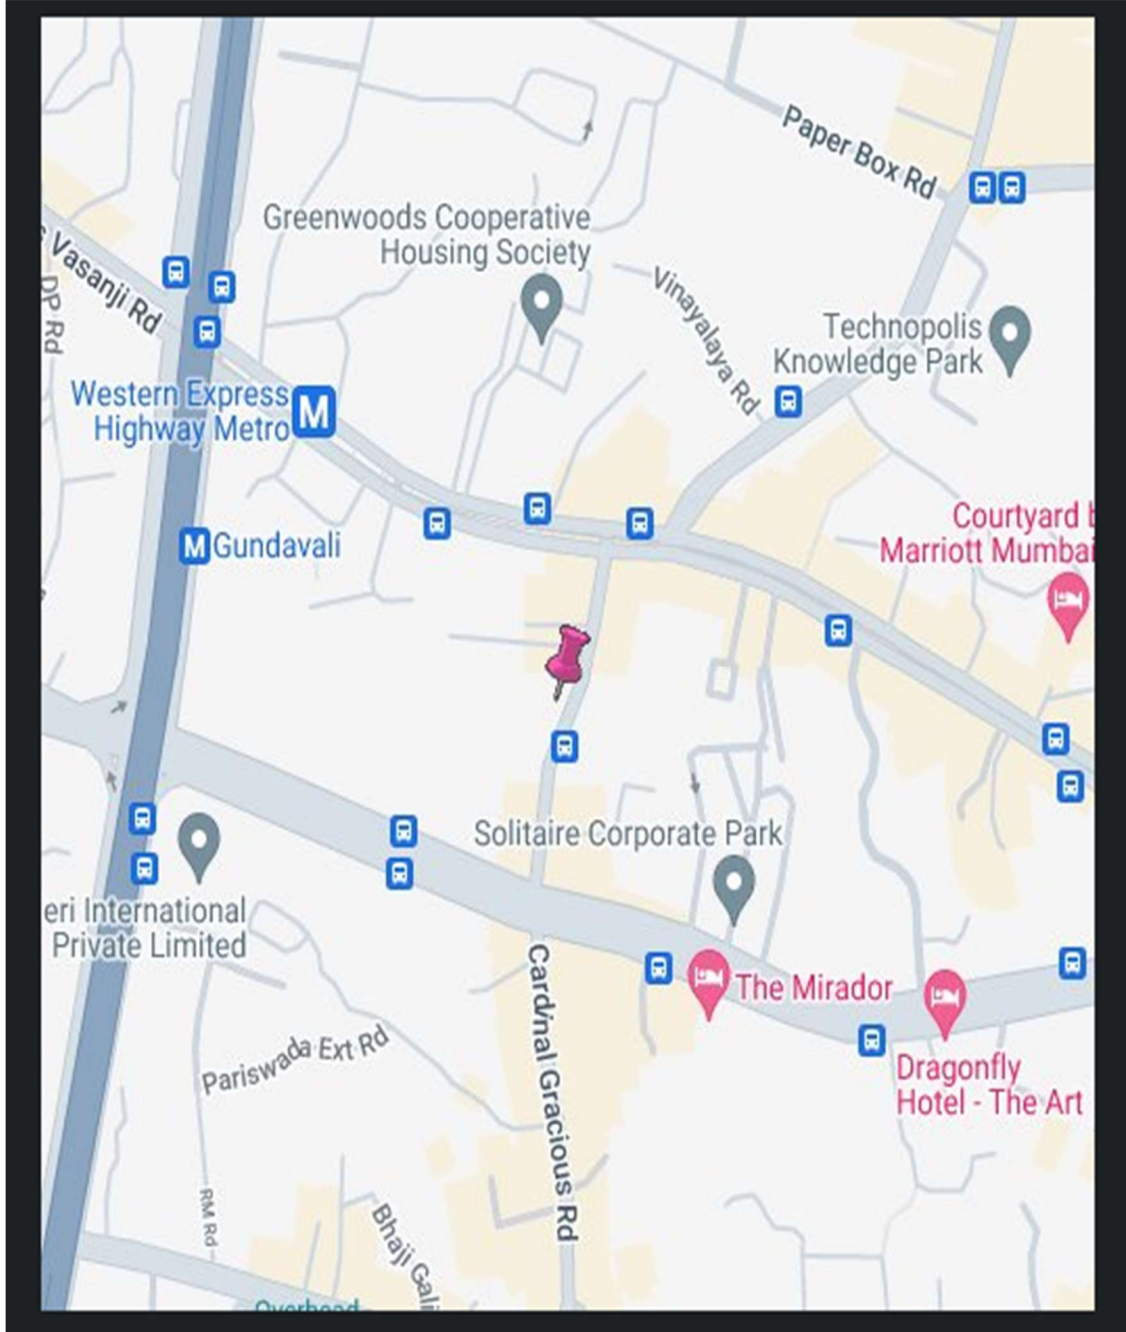 Paper Box Rd
Greenwoods Cooperative
Housing Society
Vasanji Rd
DP Rd
Vinayalaya Rd
Technopolis
Knowledge Park
Western Express
Highway Metro
M
Courtyard b
Marriott Mumbai
M Gundavali
Solitaire Corporate Park
eri International
Private Limited
The Mirador
Cardinal Gracious Rd
Pariswada Ext Rd
Dragonfly
Hotel - The Art
RM Rd
Bhaji Gali
Overhead